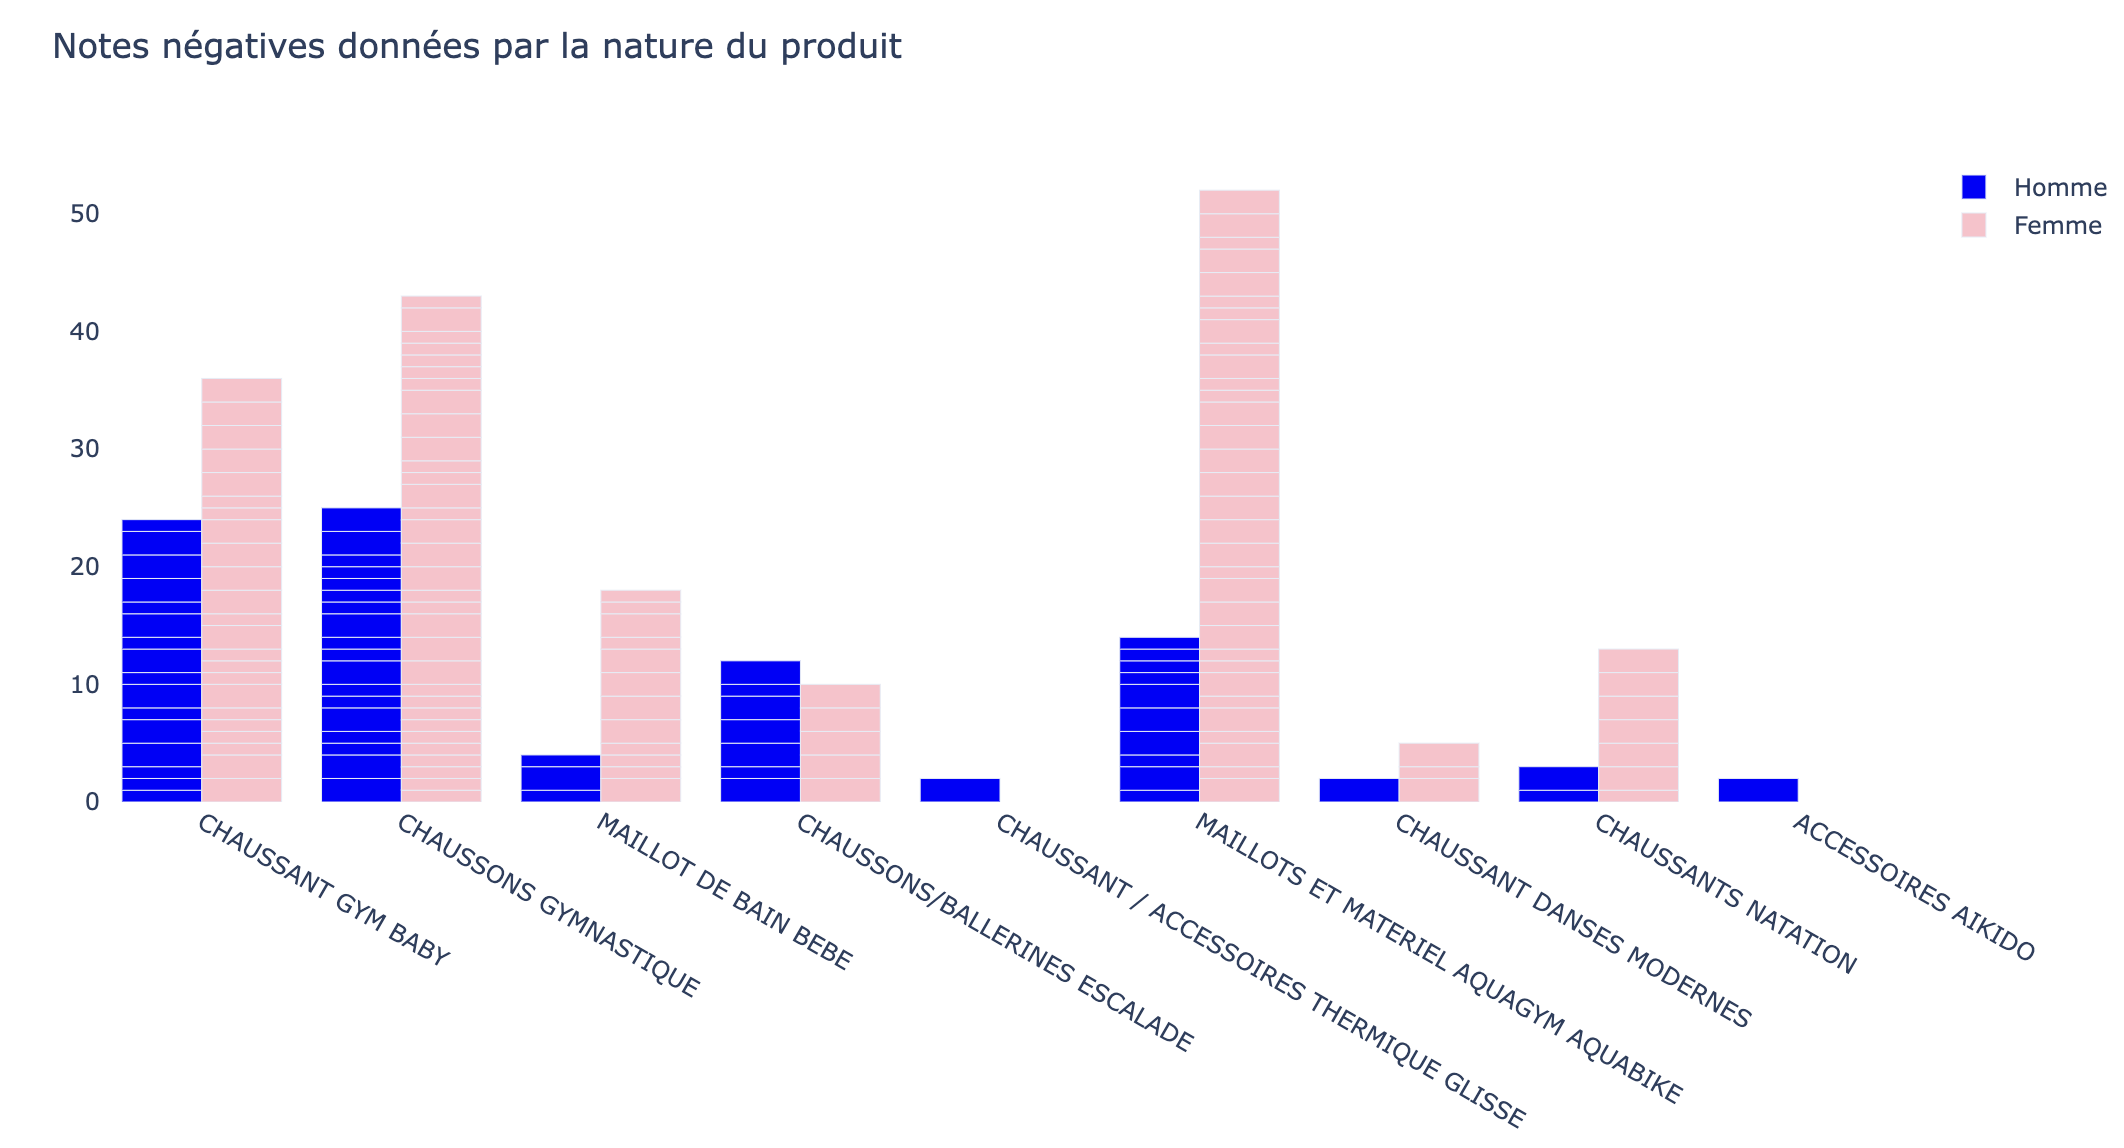 Notes négatives données par la nature du produit
Homme
Femme
50
40
30
20
10
0
CHAUSSANT GYM BABY
CHAUSSONS GYMNASTIQUE
MAILLOT DE BAIN BEBE
CHAUSSONS/BALLERINES ESCALADE
CHAUSSANT / ACCESSOIRES THERMIQUE GLISSE
MAILLOTS ET MATERIEL AQUAGYM AQUABIKE
CHAUSSANT DANSES MODERNES
CHAUSSANTS NATATION
ACCESSOIRES AIKIDO